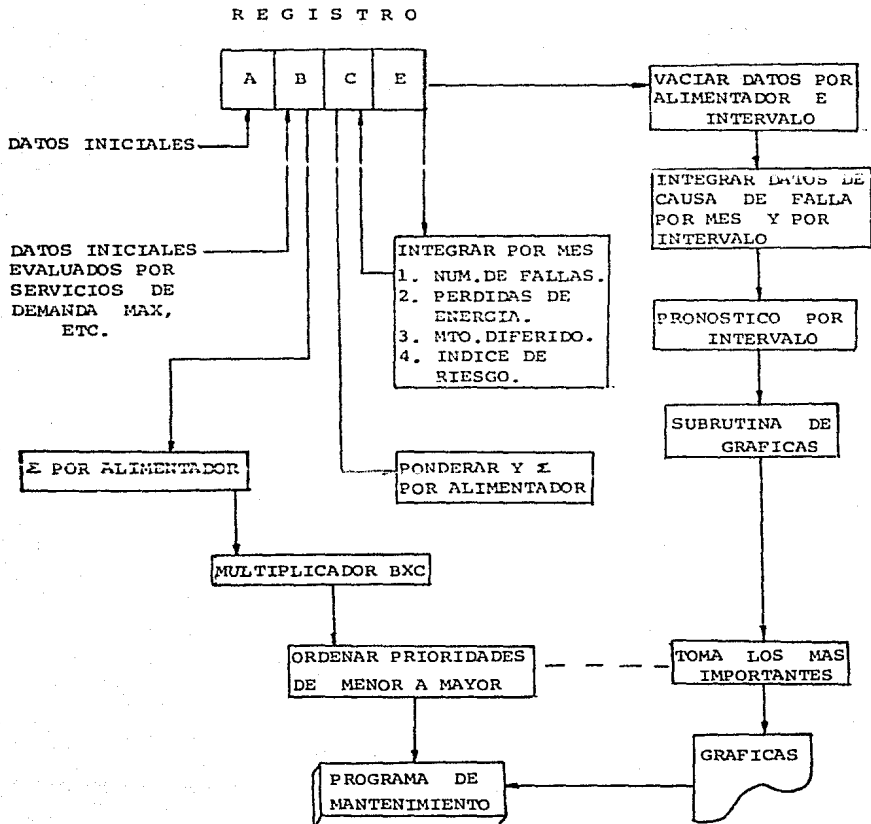 R E G I S T R O
A B C E
DATOS INICIALES
DATOS INICIALES
EVALUADOS POR
SERVICIOS DE
DEMANDA MAX,
ETC.
INTEGRAR POR MES
1. NUM.DE FALLAS.
2. PERDIDAS DE
ENERGIA.
3. MTO.DIFERIDO.
4. INDICE DE
RIESGO.
VACIAR DATOS POR
ALIMENTADOR E
INTERVALO
INTEGRAR DATOS DE
CAUSA DE FALLA
POR MES Y POR
INTERVALO
PRONOSTICO POR
INTERVALO
SUBRUTINA DE
GRAFICAS
Σ POR ALIMENTADOR
PONDERAR Y Σ
POR ALIMENTADOR
MULTIPLICADOR BXC
ORDENAR PRIORIDADES
DE MENOR A MAYOR
TOMA LOS MAS
IMPORTANTES
GRAFICAS
PROGRAMA DE
MANTENIMIENTO